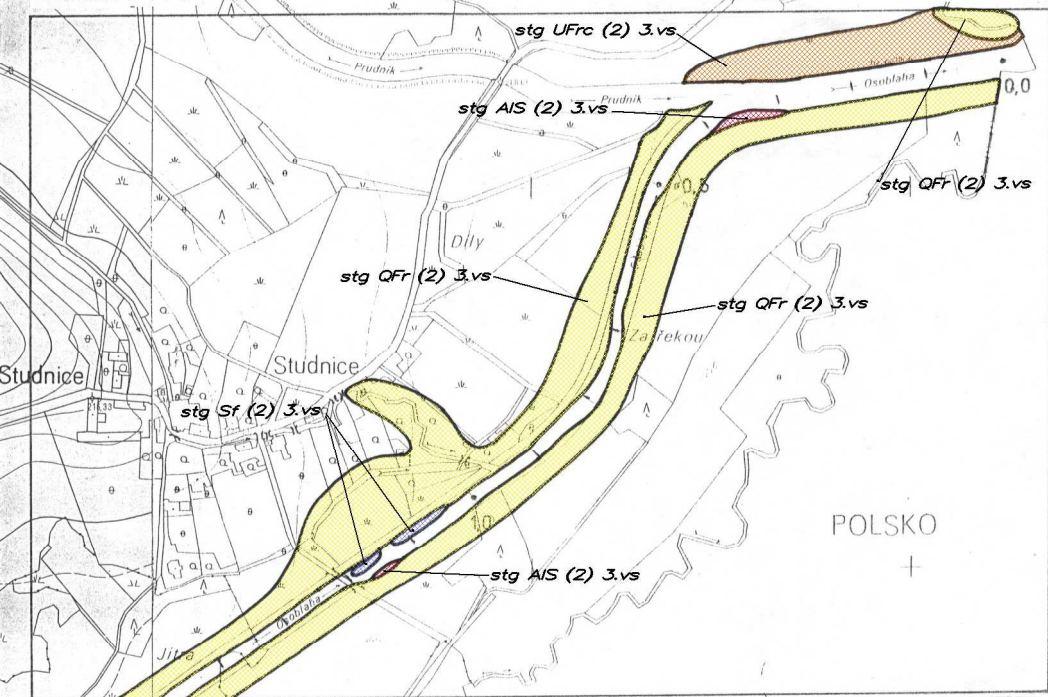 stg UFrc (2) 3.vs
Prudník
Osoblaha
0,0
stg AlS (2) 3.vs
Prudník
stg QFr (2) 3.vs
0,5
Díly
stg QFr (2) 3.vs
stg QFr (2) 3.vs
Za řekou
Studnice
Studnice
stg Sf (2) 3.vs
1,0
POLSKO
stg AlS (2) 3.vs
Osoblaha
Jitra